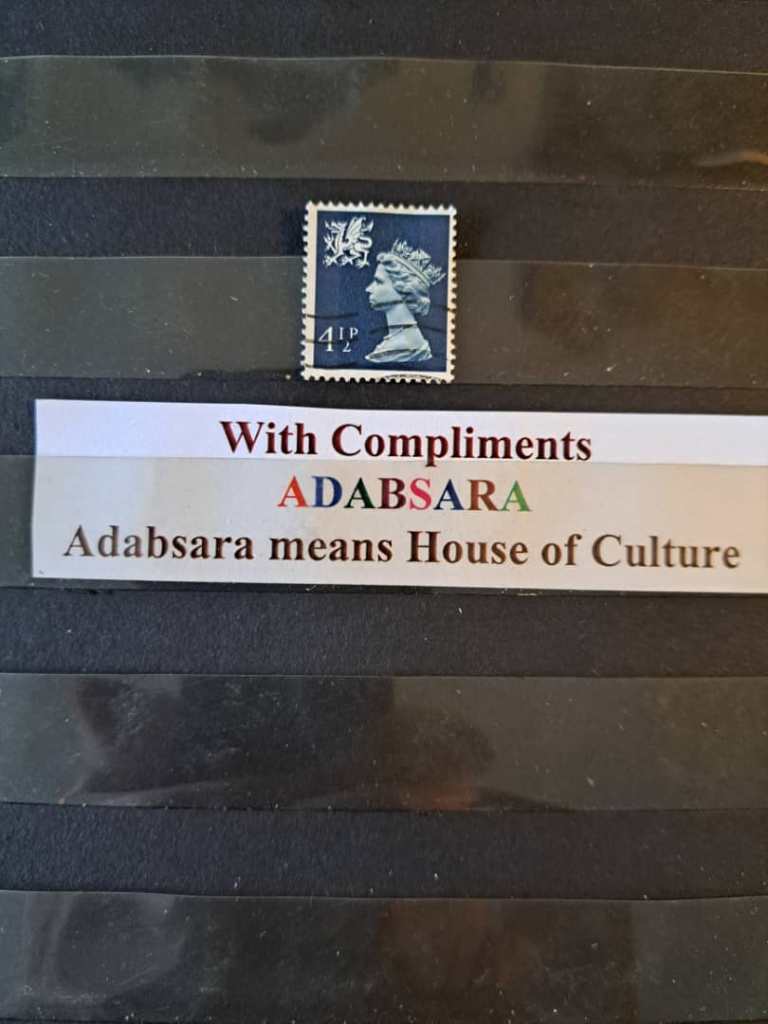 4½P
With Compliments
ADABSARA
Adabsara means House of Culture